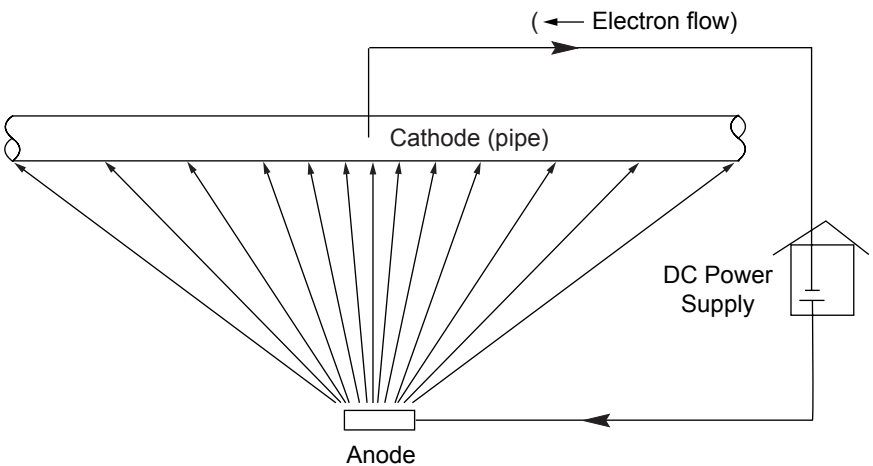 ( ← Electron flow)
Cathode (pipe)
DC Power
Supply
Anode